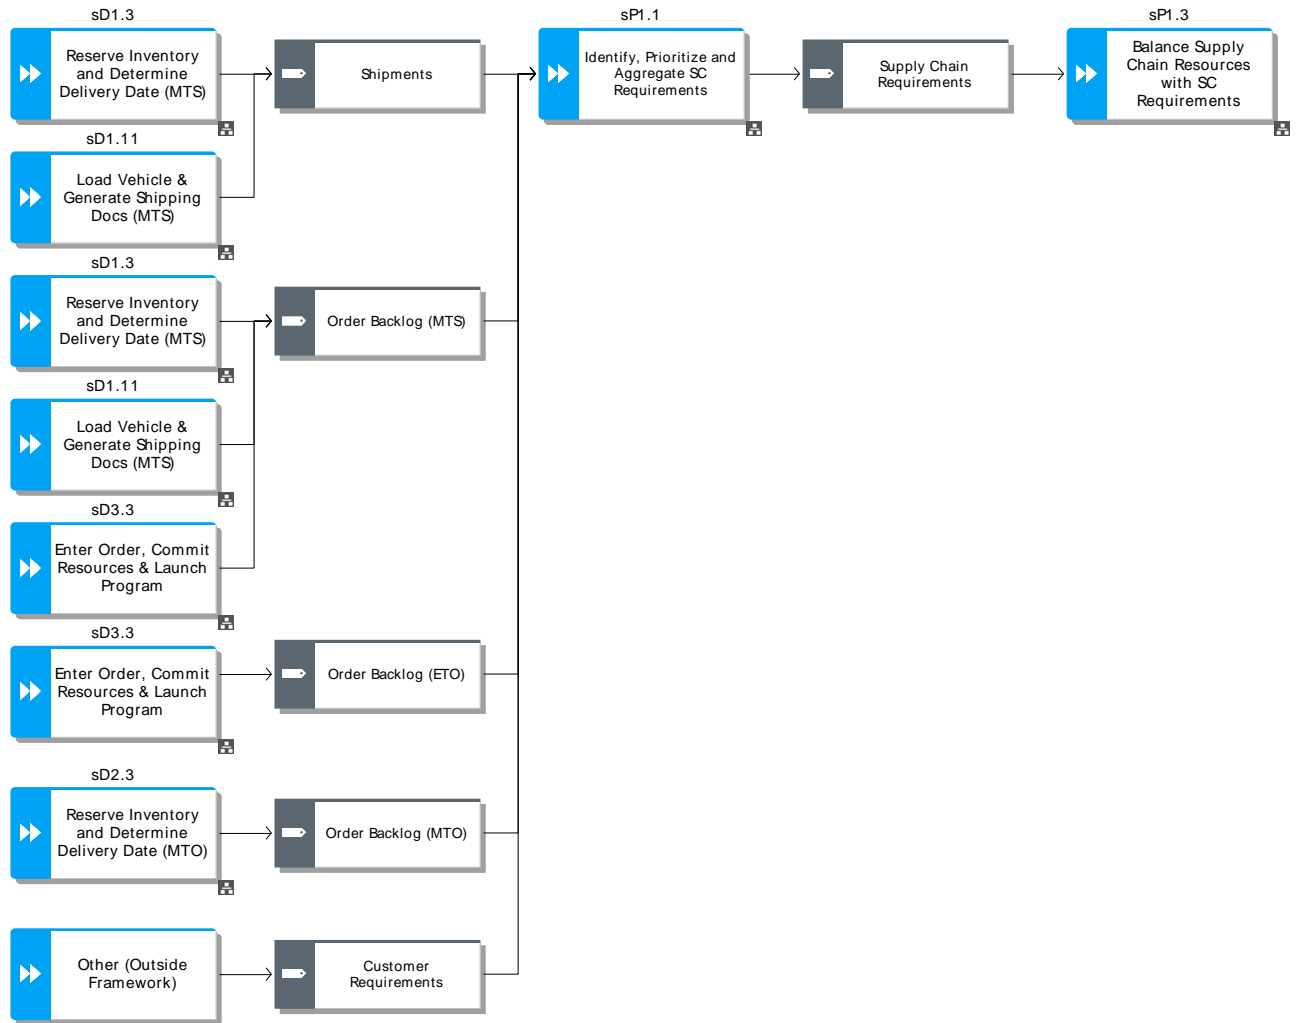 sD1.3
Reserve Inventory
and Determine
Delivery Date (MTS)
Shipments
sP1.1
Identify, Prioritize and
Aggregate SC
Requirements
Supply Chain
Requirements
sP1.3
Balance Supply
Chain Resources
with SC
Requirements
sD1.11
Load Vehicle &
Generate Shipping
Docs (MTS)
sD1.3
Reserve Inventory
and Determine
Delivery Date (MTS)
Order Backlog (MTS)
sD1.11
Load Vehicle &
Generate Shipping
Docs (MTS)
sD3.3
Enter Order, Commit
Resources & Launch
Program
sD3.3
Enter Order, Commit
Resources & Launch
Program
Order Backlog (ETO)
sD2.3
Reserve Inventory
and Determine
Delivery Date (MTO)
Order Backlog (MTO)
Other (Outside
Framework)
Customer
Requirements